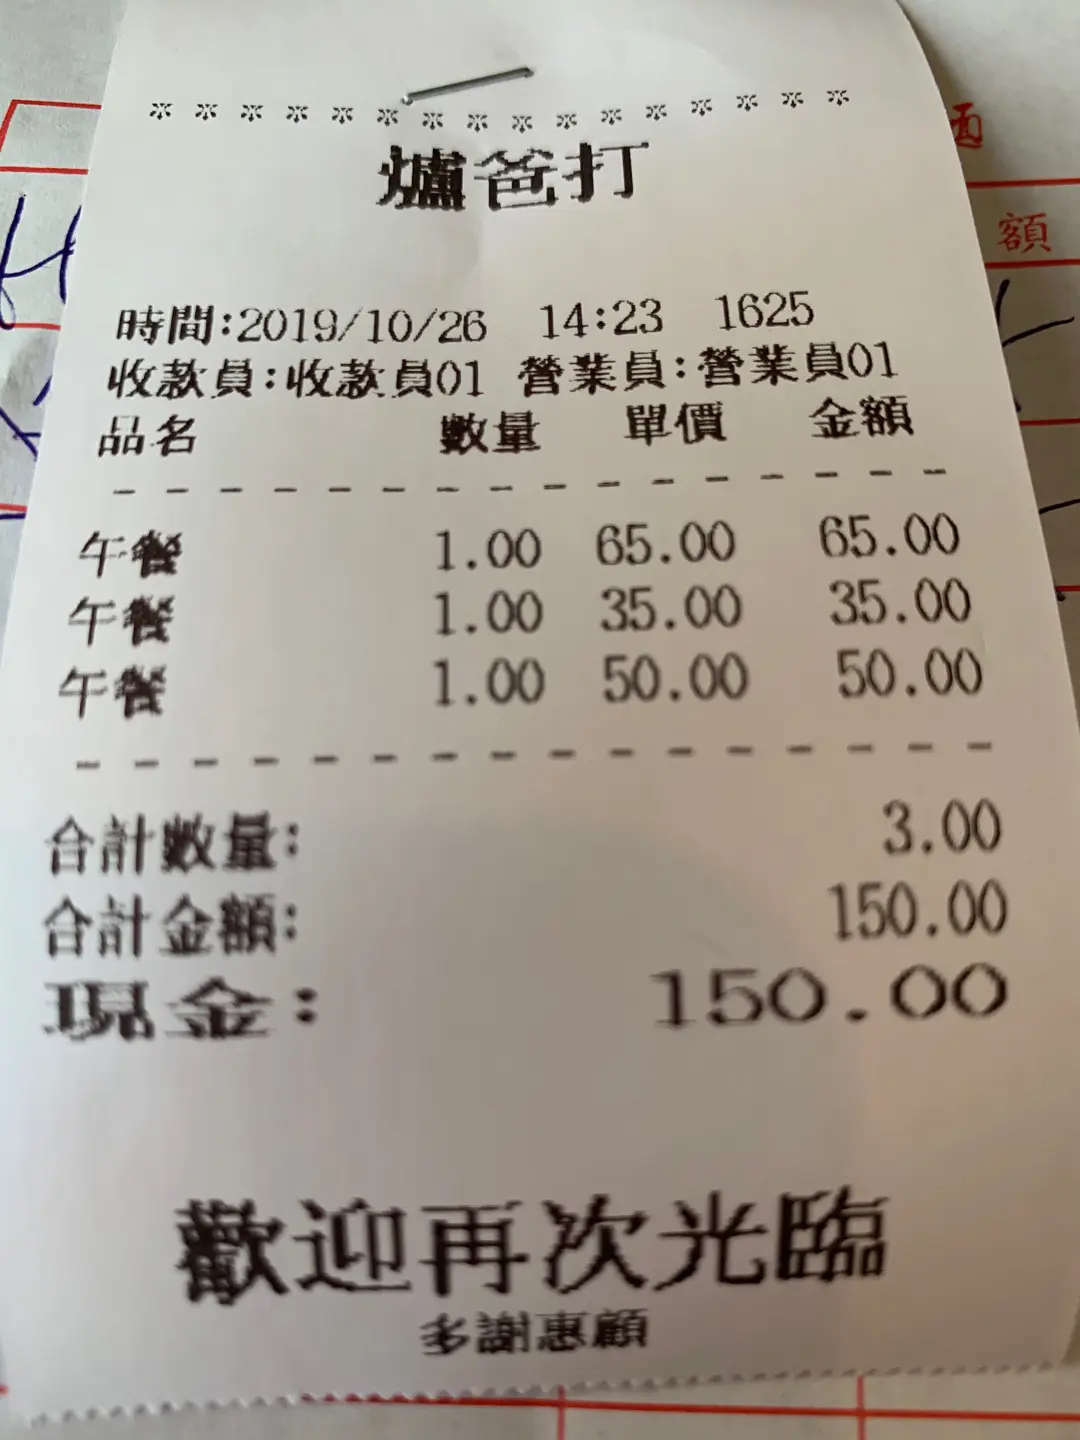 ※※※※※※※※※※※※※※※※
爐爸打
時間:2019/10/26 14:23 1625
收款員:收款員01 營業員:營業員01
品名 數量 單價 金額
- - - - - - - - - - - - - - - -
午餐 1.00 65.00 65.00
午餐 1.00 35.00 35.00
午餐 1.00 50.00 50.00
- - - - - - - - - - - - - - - -
合計數量: 3.00
合計金額: 150.00
現金: 150.00
歡迎再次光臨
多謝惠顧
額